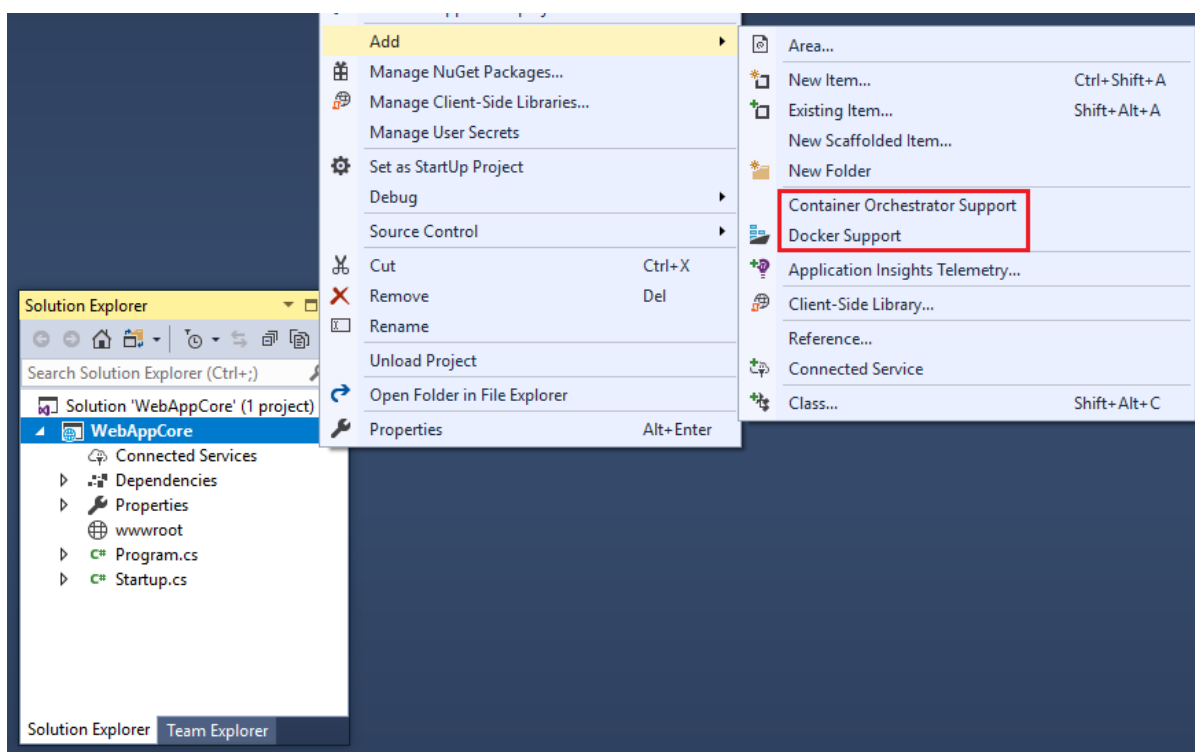 Add
Manage NuGet Packages...
Manage Client-Side Libraries...
Manage User Secrets
Set as StartUp Project
Debug
Source Control
Cut Ctrl+X
Remove Del
Rename
Unload Project
Open Folder in File Explorer
Properties Alt+Enter
Area...
New Item... Ctrl+Shift+A
Existing Item... Shift+Alt+A
New Scaffolded Item...
New Folder
Container Orchestrator Support
Docker Support
Application Insights Telemetry...
Client-Side Library...
Reference...
Connected Service
Class... Shift+Alt+C
Solution Explorer
Search Solution Explorer (Ctrl+;)
Solution 'WebAppCore' (1 project)
WebAppCore
Connected Services
Dependencies
Properties
wwwroot
C# Program.cs
C# Startup.cs
Solution Explorer Team Explorer